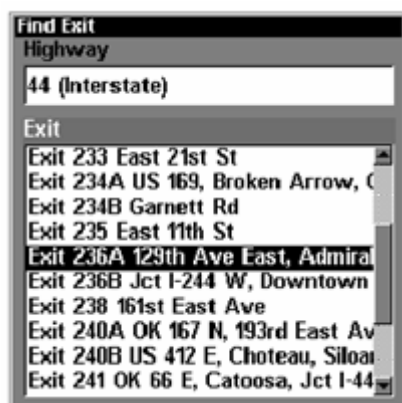 Find Exit
Highway
44 (Interstate)
Exit
Exit 233 East 21st St
Exit 234A US 169, Broken Arrow,
Exit 234B Garnett Rd
Exit 235 East 11th St
Exit 236A 129th Ave East, Admiral
Exit 236B Jct I-244 W, Downtown
Exit 238 161st East Ave
Exit 240A OK 167 N, 193rd East Av
Exit 240B US 412 E, Choteau, Siloa
Exit 241 OK 66 E, Catoosa, Jct I-44